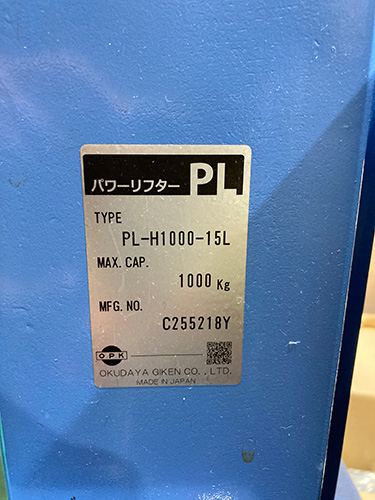 パワーリフター PL
TYPE
PL-H1000-15L
MAX. CAP.
1000 Kg
MFG. NO.
C255218Y
O.P.K
OKUDAYA GIKEN CO., LTD.
MADE IN JAPAN